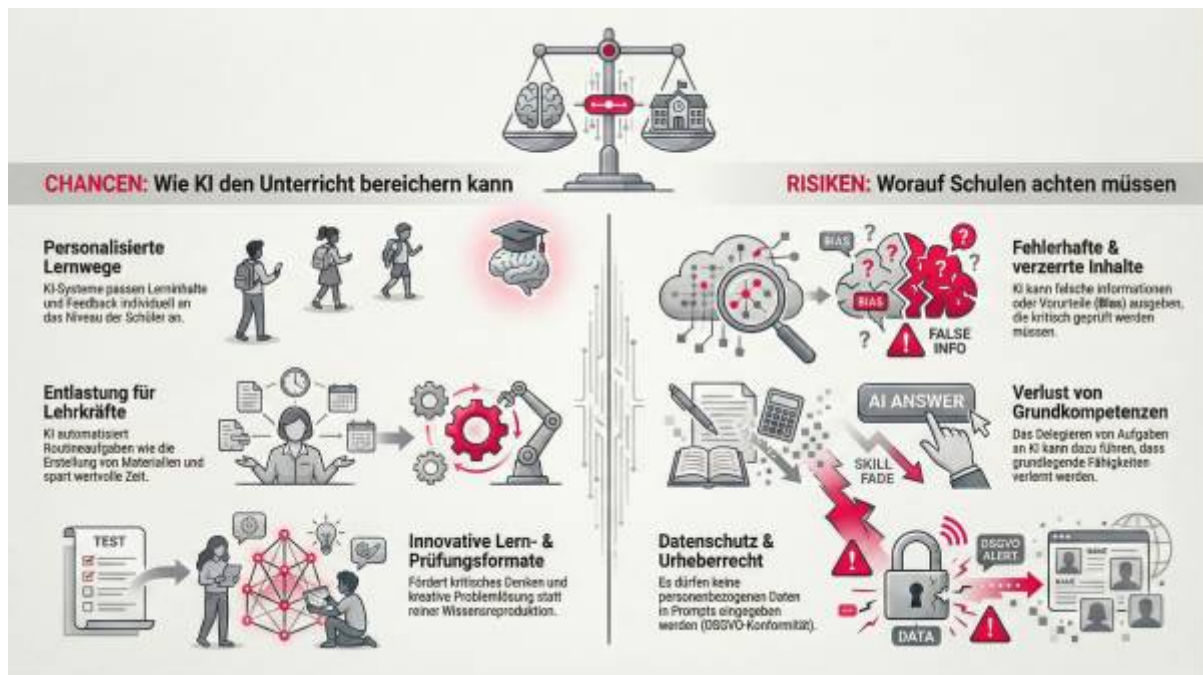 CHANCEN: Wie KI den Unterricht bereichern kann
Personalisierte
Lernwege
KI-Systeme passen Lerninhalte
und Feedback individuell an
das Niveau der Schüler an.
Entlastung für
Lehrkräfte
KI automatisiert
Routineaufgaben wie die
Erstellung von Materialien und
spart wertvolle Zeit.
TEST
Innovative Lern- &
Prüfungsformate
Fördert kritisches Denken und
kreative Problemlösung statt
reiner Wissensreproduktion.
RISIKEN: Worauf Schulen achten müssen
BIAS
BIAS
FALSE
INFO
Fehlerhafte &
verzerrte Inhalte
KI kann falsche informationen
oder Vorurteile (Bias) ausgeben,
die kritisch geprüft werden
müssen.
AI ANSWER
SKILL
FADE
Verlust von
Grundkompetenzen
Das Delegieren von Aufgaben
an KI kann dazu führen, dass
grundlegende Fähigkeiten
verlernt werden.
Datenschutz &
Urheberrecht
Es dürfen keine
personenbezogenen Daten
in Prompts eingegeben
werden (DSGVO-Konformität).
DSGVO
ALERT
DATA
NAME